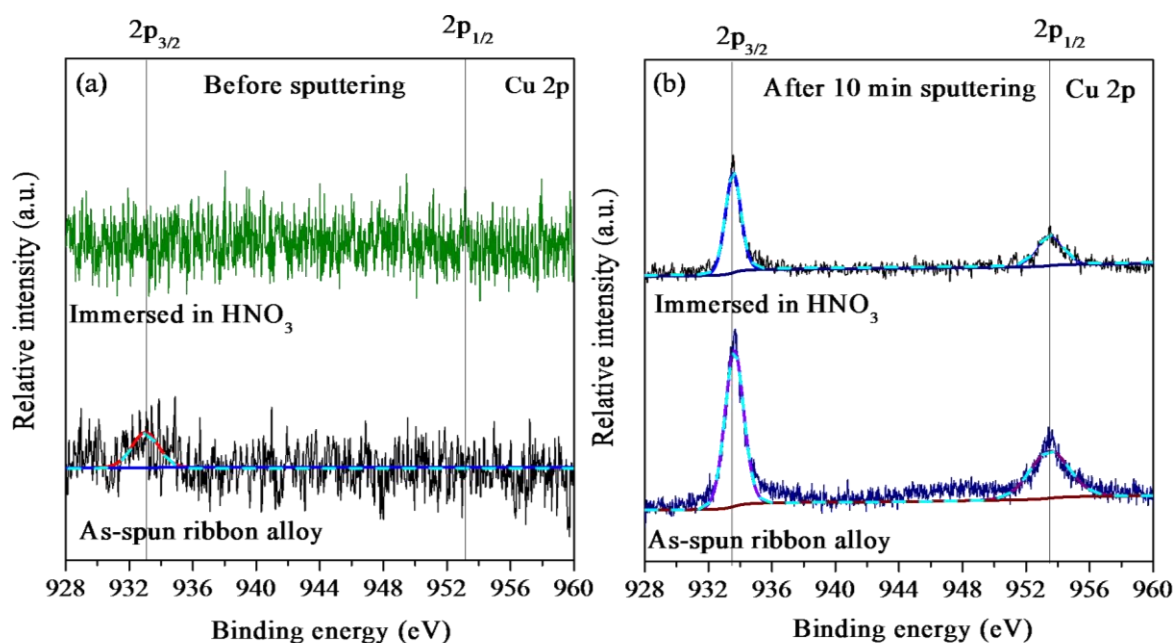 2p3/2 2p1/2
(a) Before sputtering Cu 2p
Immersed in HNO3
As-spun ribbon alloy
928 932 936 940 944 948 952 956 960
Binding energy (eV)
Relative intensity (a.u.)
2p3/2 2p1/2
(b) After 10 min sputtering Cu 2p
Immersed in HNO3
As-spun ribbon alloy
928 932 936 940 944 948 952 956 960
Binding energy (eV)
Relative intensity (a.u.)